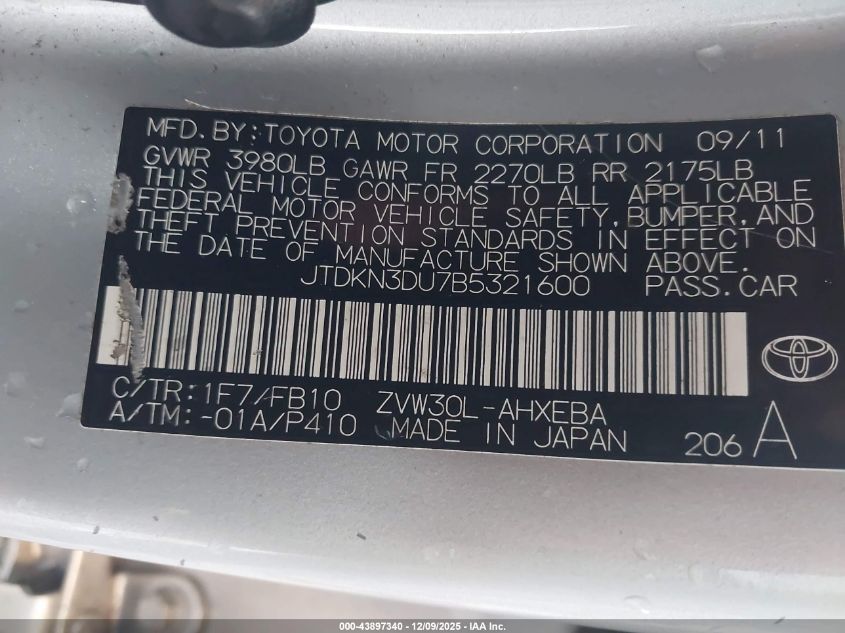 MFD.BY:TOYOTA MOTOR CORPORATION 09/11
GVWR 3980LB GAWR FR 2270LB RR 2175LB
THIS VEHICLE CONFORMS TO ALL APPLICABLE
FEDERAL MOTOR VEHICLE SAFETY,BUMPER,AND
THEFT PREVENTION STANDARDS IN EFFECT ON
THE DATE OF MANUFACTURE SHOWN ABOVE.
JTDKN3DU7B5321600 PASS.CAR
C/TR:1F7/FB10 ZVW30L-AHXEBA
A/TM:-01A/P410 MADE IN JAPAN 206 A
000-43897340 - 12/09/2025 - IAA Inc.